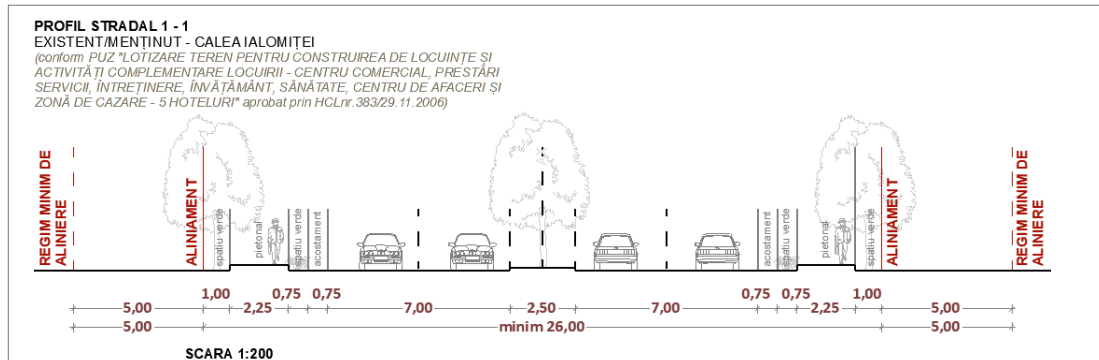 PROFIL STRADAL 1 - 1
EXISTENT/MENȚINUT - CALEA IALOMIȚEI
(conform PUZ "LOTIZARE TEREN PENTRU CONSTRUIREA DE LOCUINȚE ȘI
ACTIVITĂȚI COMPLEMENTARE LOCUIRII - CENTRU COMERCIAL, PRESTĂRI
SERVICII, ÎNTREȚINERE, ÎNVĂȚĂMÂNT, SĂNĂTATE, CENTRU DE AFACERI ȘI
ZONĂ DE CAZARE - 5 HOTELURI" aprobat prin HCLnr.383/29.11.2006)
REGIM MINIM DE
ALINIERE
ALINIAMENT
spatiu verde
pietonal
spatiu verde
acostament
acostament
spatiu verde
pietonal
spatiu verde
ALINIAMENT
REGIM MINIM DE
ALINIERE
5,00 1,00 2,25 0,75 0,75 7,00 2,50 7,00 0,75 0,75 2,25 1,00 5,00
5,00 minim 26,00 5,00
SCARA 1:200